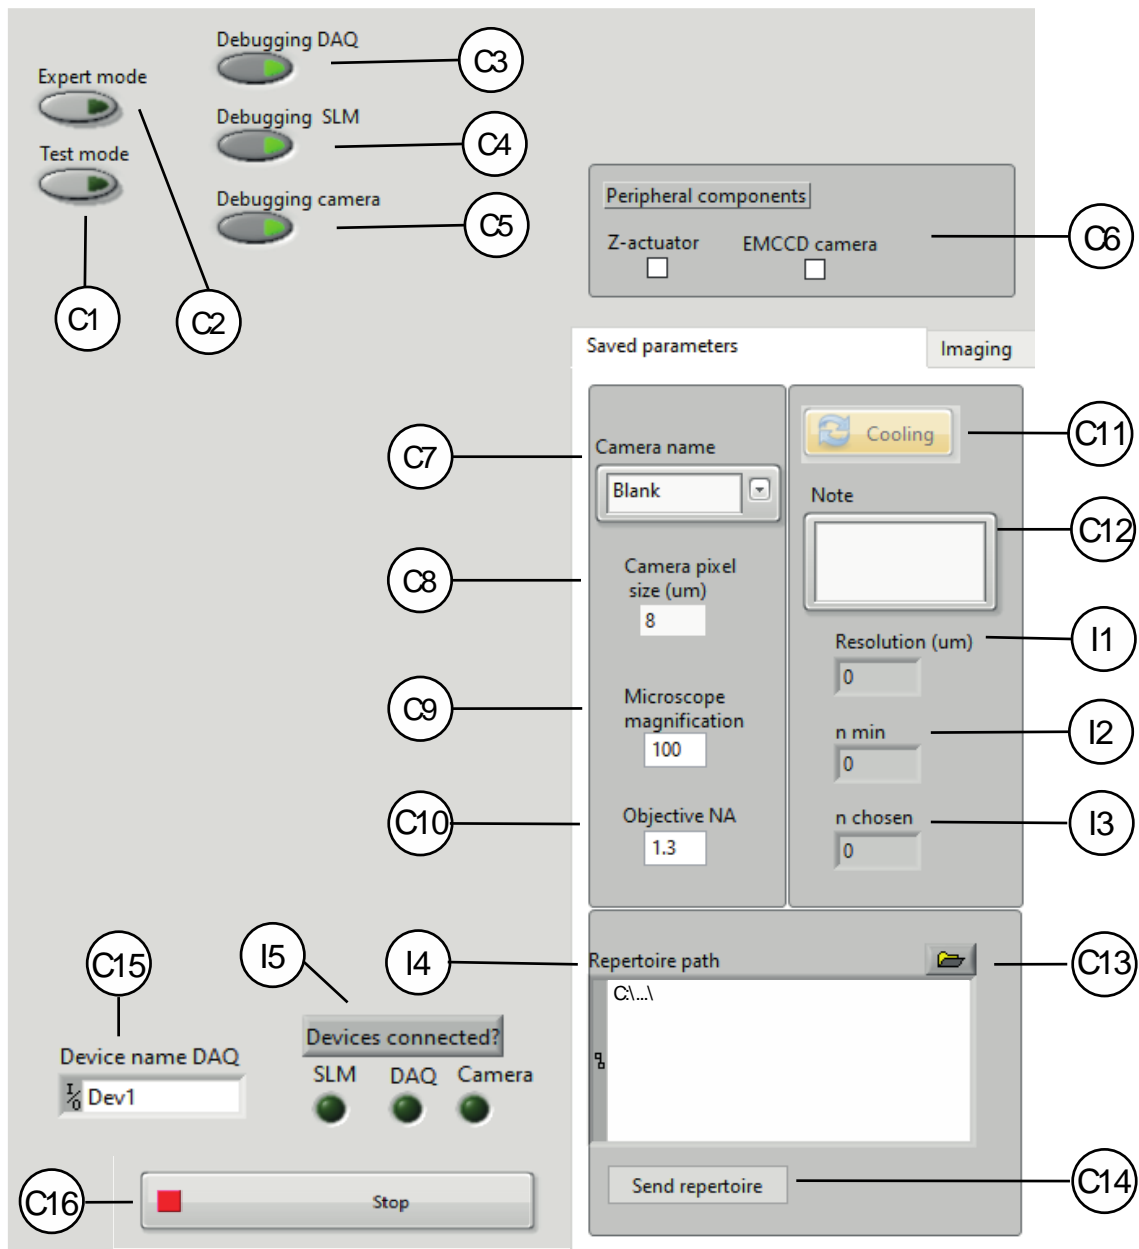 Debugging DAQ
C3
Expert mode
Debugging SLM
C4
Test mode
Debugging camera
C5
Peripheral components
Z-actuator
EMCCD camera
C6
C1
C2
Saved parameters
Imaging
C7
Camera name
Blank
Cooling
C11
Note
C12
C8
Camera pixel
size (um)
8
Resolution (um)
0
I1
C9
Microscope
magnification
100
n min
0
I2
C10
Objective NA
1.3
n chosen
0
I3
C15
I5
I4
Repertoire path
C:\...\
C13
Device name DAQ
I/O
Dev1
Devices connected?
SLM
DAQ
Camera
C16
Stop
Send repertoire
C14